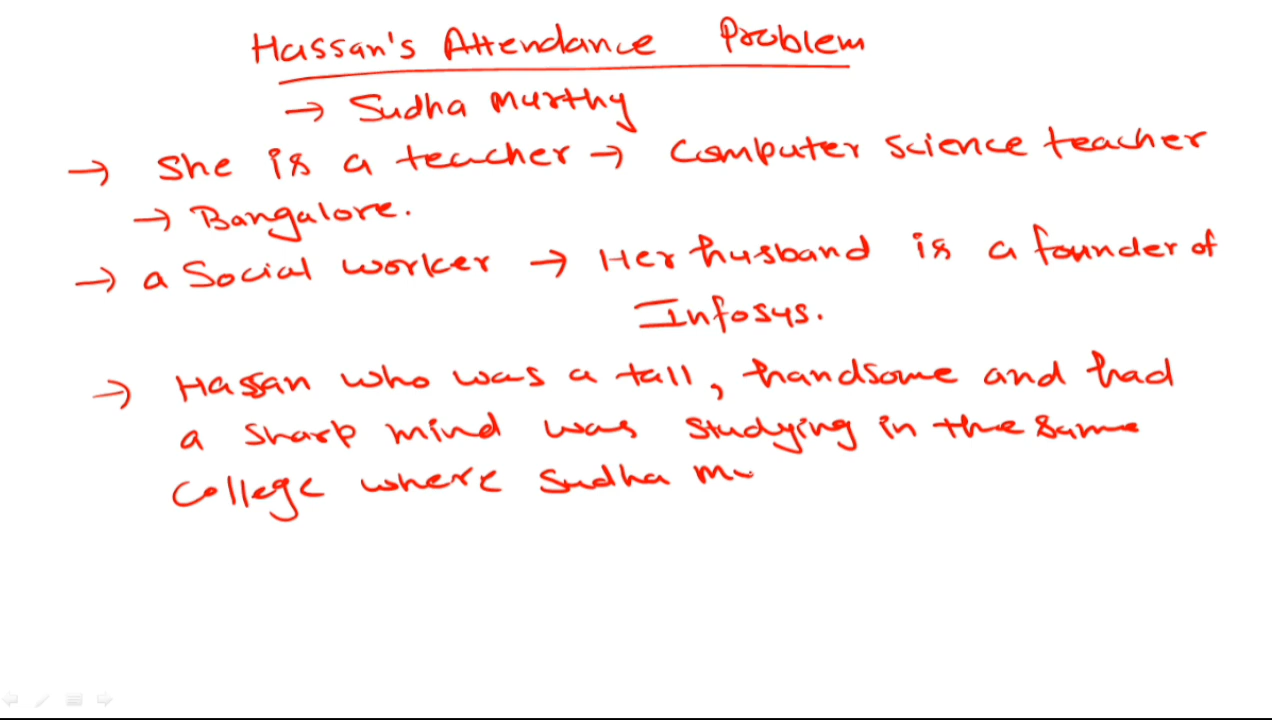 Hassan's Attendance Problem
→ Sudha Murthy
→ She is a teacher → Computer science teacher
→ Bangalore.
→ a Social worker → Her husband is a founder of
Infosys.
→ Hassan who was a tall, handsome and had
a sharp mind was studying in the same
college where Sudha